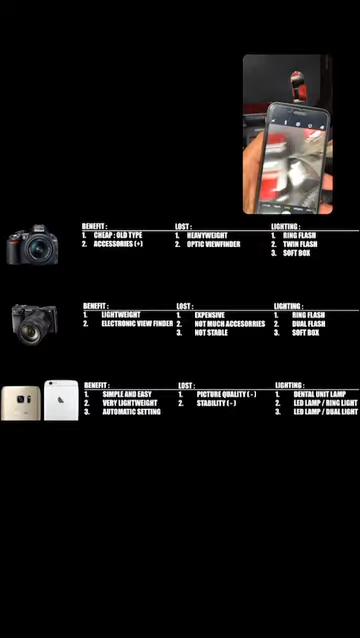 BENEFIT :
1. CHEAP : OLD TYPE
2. ACCESSORIES (+)
LOST :
1. HEAVYWEIGHT
2. OPTIC VIEWFINDER
LIGHTING :
1. RING FLASH
2. TWIN FLASH
3. SOFT BOX
BENEFIT :
1. LIGHTWEIGHT
2. ELECTRONIC VIEW FINDER
LOST :
1. EXPENSIVE
2. NOT MUCH ACCESORRIES
3. NOT STABLE
LIGHTING :
1. RING FLASH
2. DUAL FLASH
3. SOFT BOX
BENEFIT :
1. SIMPLE AND EASY
2. VERY LIGHTWEIGHT
3. AUTOMATIC SETTING
LOST :
1. PICTURE QUALITY ( - )
2. STABILITY ( - )
LIGHTING :
1. DENTAL UNIT LAMP
2. LED LAMP / RING LIGHT
3. LED LAMP / DUAL LIGHT